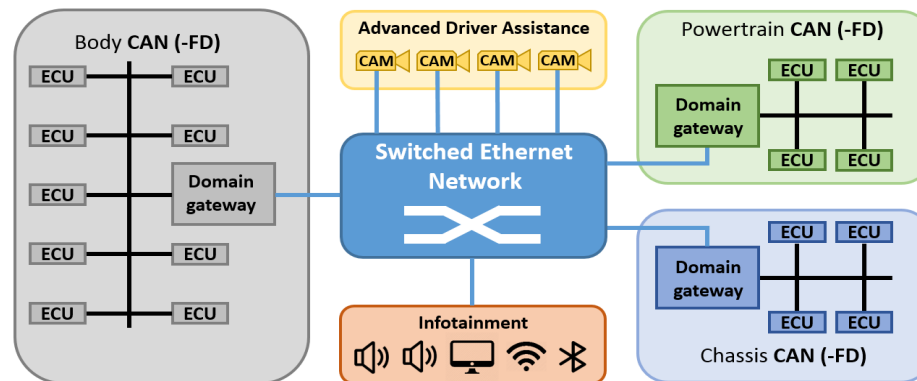 Body CAN (-FD)
ECU
ECU
ECU
ECU
ECU
Domain
gateway
ECU
ECU
ECU
ECU
Advanced Driver Assistance
CAM
CAM
CAM
CAM
Switched Ethernet
Network
Infotainment
Powertrain CAN (-FD)
ECU
ECU
Domain
gateway
ECU
ECU
ECU
ECU
Domain
gateway
ECU
ECU
Chassis CAN (-FD)